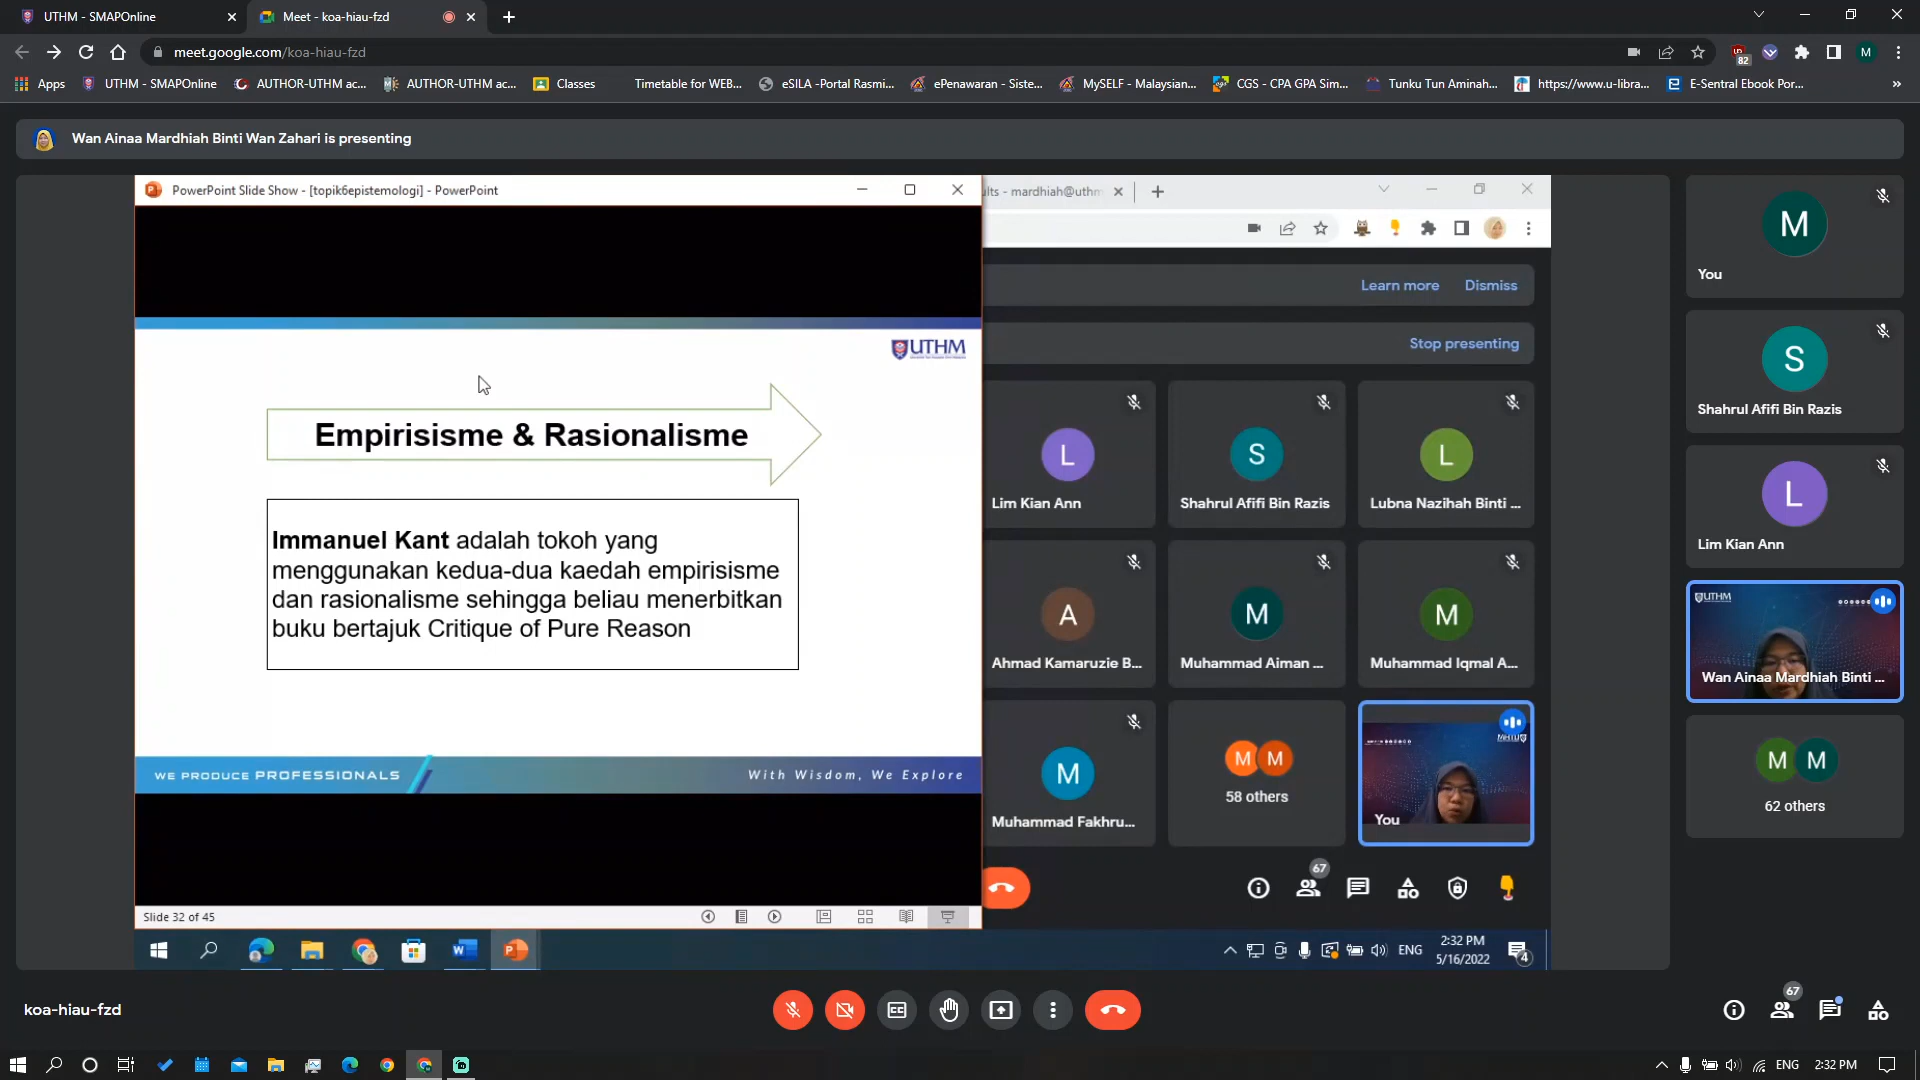 UTHM - SMAPOnline
Meet - koa-hiau-fzd
meet.google.com/koa-hiau-fzd
82
M
Apps
UTHM - SMAPOnline
AUTHOR-UTHM ac...
AUTHOR-UTHM ac...
Classes
Timetable for WEB...
eSILA -Portal Rasmi...
ePenawaran - Siste...
MySELF - Malaysian...
CGS - CPA GPA Sim...
Tunku Tun Aminah...
https://www.u-libra...
E-Sentral Ebook Por...
»
Wan Ainaa Mardhiah Binti Wan Zahari is presenting
PowerPoint Slide Show - [topik6epistemologi] - PowerPoint
ults - mardhiah@uthm
Learn more
Dismiss
Stop presenting
UTHM
Empirisisme & Rasionalisme
Immanuel Kant adalah tokoh yang
menggunakan kedua-dua kaedah empirisisme
dan rasionalisme sehingga beliau menerbitkan
buku bertajuk Critique of Pure Reason
WE PRODUCE PROFESSIONALS
With Wisdom, We Explore
Slide 32 of 45
L
Lim Kian Ann
S
Shahrul Afifi Bin Razis
L
Lubna Nazihah Binti ...
A
Ahmad Kamaruzie B...
M
Muhammad Aiman ...
M
Muhammad Iqmal A...
M
Muhammad Fakhru...
M M
58 others
You
67
ENG
2:32 PM
5/16/2022
4
M
You
S
Shahrul Afifi Bin Razis
L
Lim Kian Ann
UTHM
Wan Ainaa Mardhiah Binti ...
M M
62 others
koa-hiau-fzd
67
ENG
2:32 PM